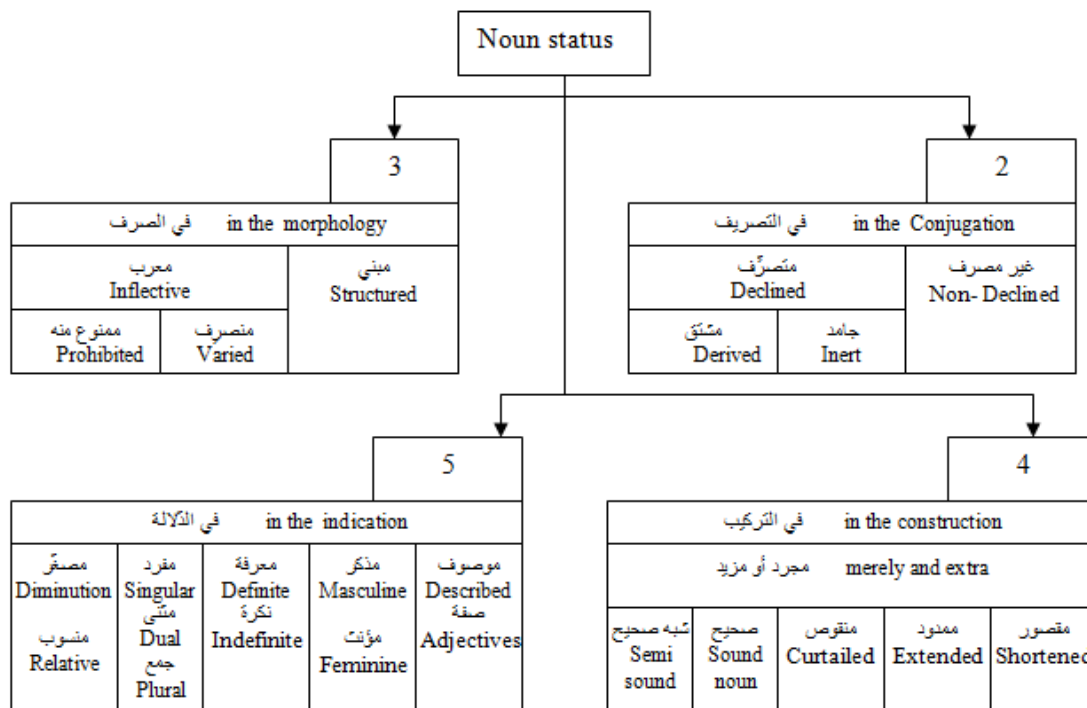 Noun status
3
في الصرف in the morphology
معرب
Inflective
مبني
Structured
ممنوع منه
Prohibited
منصرف
Varied
2
في التصريف in the Conjugation
متصرِّف
Declined
غير مصرف
Non- Declined
مشتق
Derived
جامد
Inert
5
في الدّلالة in the indication
مصغّر
Diminution
منسوب
Relative
مفرد
Singular
مثنى
Dual
جمع
Plural
معرفة
Definite
نكرة
Indefinite
مذكر
Masculine
مؤنث
Feminine
موصوف
Described
صفة
Adjectives
4
في التركيب in the construction
مجرد أو مزيد merely and extra
شبه صحيح
Semi
sound
صحيح
Sound
noun
منقوص
Curtailed
ممدود
Extended
مقصور
Shortened